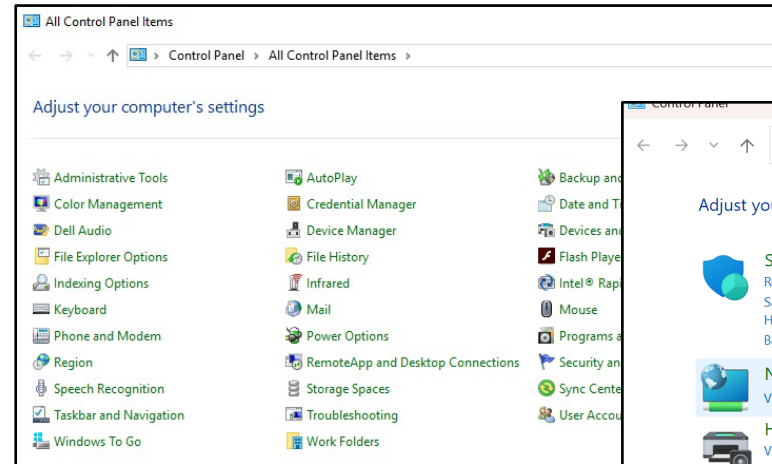 All Control Panel Items
Control Panel > All Control Panel Items >
Adjust your computer's settings
Administrative Tools
Color Management
Dell Audio
File Explorer Options
Indexing Options
Keyboard
Phone and Modem
Region
Speech Recognition
Taskbar and Navigation
Windows To Go
AutoPlay
Credential Manager
Device Manager
File History
Infrared
Mail
Power Options
RemoteApp and Desktop Connections
Storage Spaces
Troubleshooting
Work Folders
Backup and
Date and Ti
Devices and
Flash Playe
Intel® Rapi
Mouse
Programs a
Security an
Sync Cente
User Accou
Control Panel
Adjust yo
S
R
S
H
B
N
V
H
V